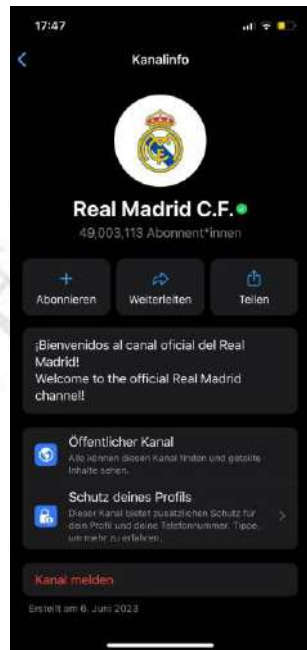 17:47
Kanalinfo
Real Madrid C.F.
49,003,113 Abonnent*innen
Abonnieren
Weiterleiten
Teilen
¡Bienvenidos al canal oficial del Real
Madrid!
Welcome to the official Real Madrid
channel!
Öffentlicher Kanal
Alle können diesen Kanal finden und geteilte
Inhalte sehen.
Schutz deines Profils
Dieser Kanal bietet zusätzlichen Schutz für
dein Profil und deine Telefonnummer. Tippe,
um mehr zu erfahren.
Kanal melden
Erstellt am 6. Juni 2023